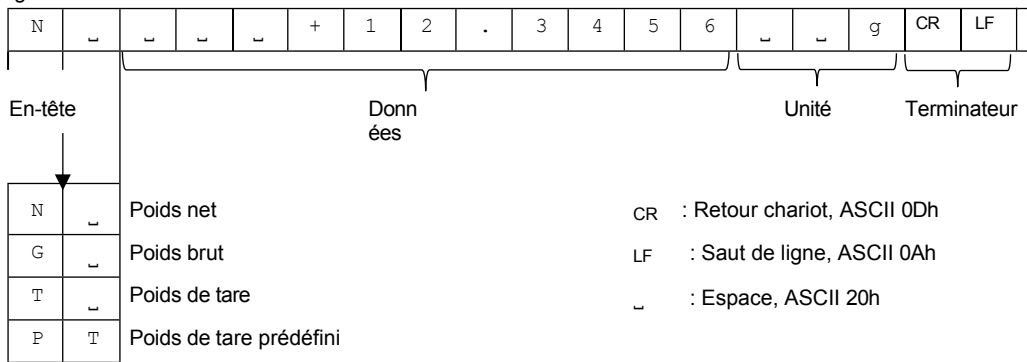 N ␣ ␣ ␣ ␣ + 1 2 . 3 4 5 6 ␣ ␣ g CR LF
En-tête Donn Unité Terminateur
ées
N ␣ Poids net CR : Retour chariot, ASCII 0Dh
G ␣ Poids brut LF : Saut de ligne, ASCII 0Ah
T ␣ Poids de tare ␣ : Espace, ASCII 20h
P T Poids de tare prédéfini